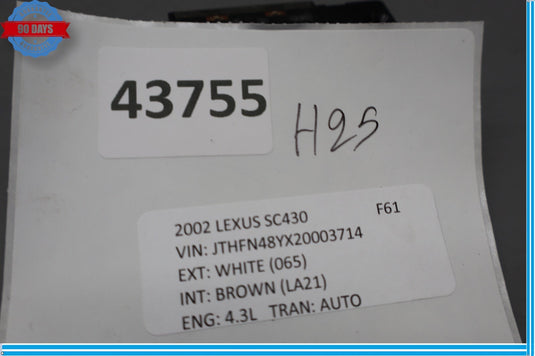 90 DAYS
43755
H25
2002 LEXUS SC430 F61
VIN: JTHFN48YX20003714
EXT: WHITE (065)
INT: BROWN (LA21)
ENG: 4.3L TRAN: AUTO